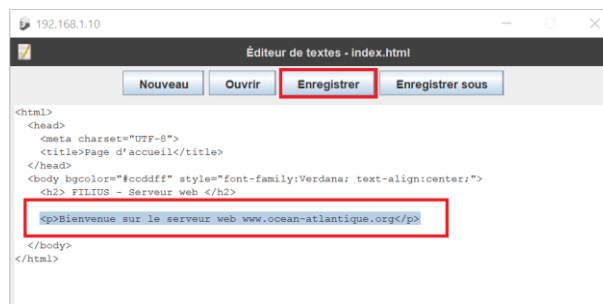 192.168.1.10
Éditeur de textes - index.html
Nouveau Ouvrir Enregistrer Enregistrer sous
<html>
<head>
<meta charset="UTF-8">
<title>Page d'accueil</title>
</head>
<body bgcolor="#ccddff" style="font-family:Verdana; text-align:center;">
<h2> FILIUS - Serveur web </h2>
<p>Bienvenue sur le serveur web www.ocean-atlantique.org</p>
</body>
</html>